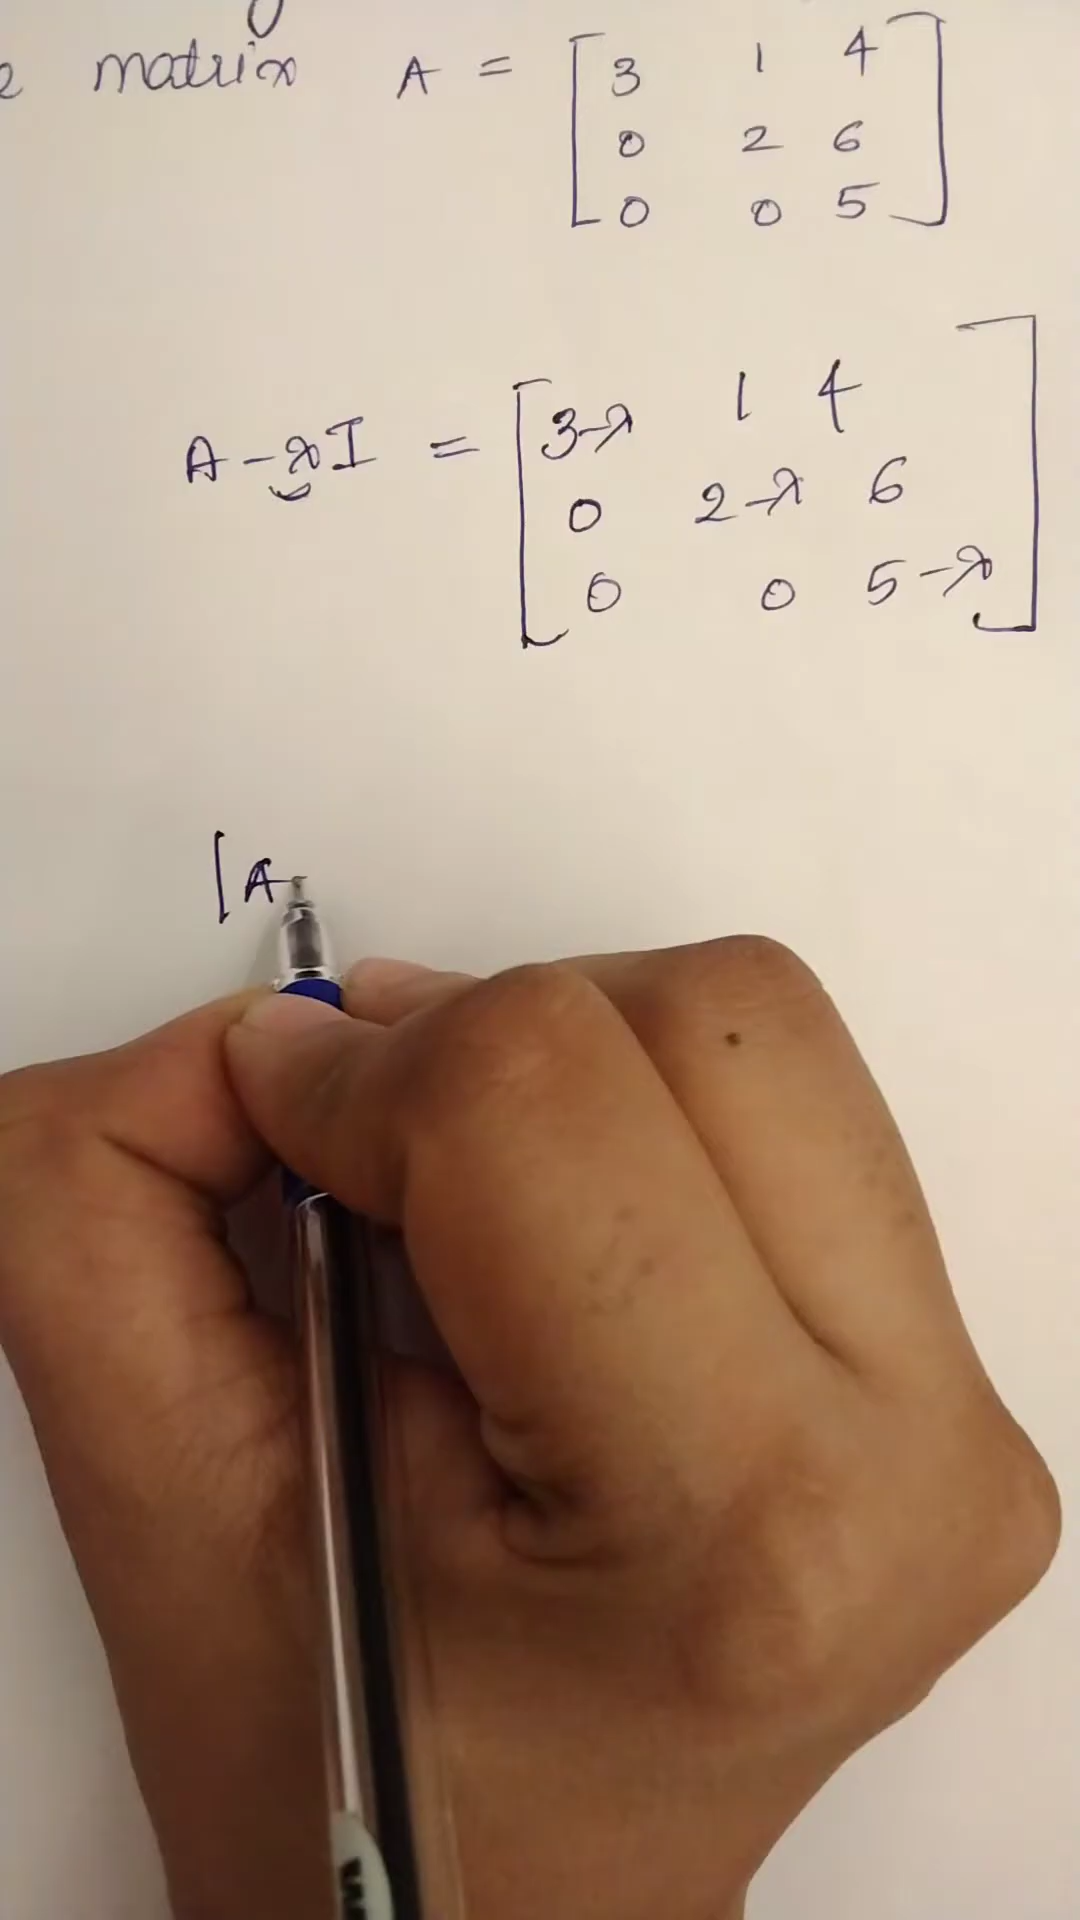 matrix A = [3 1 4
0 2 6
0 0 5]
A - λI = [3-λ 1 4
0 2-λ 6
0 0 5-λ]
|A-